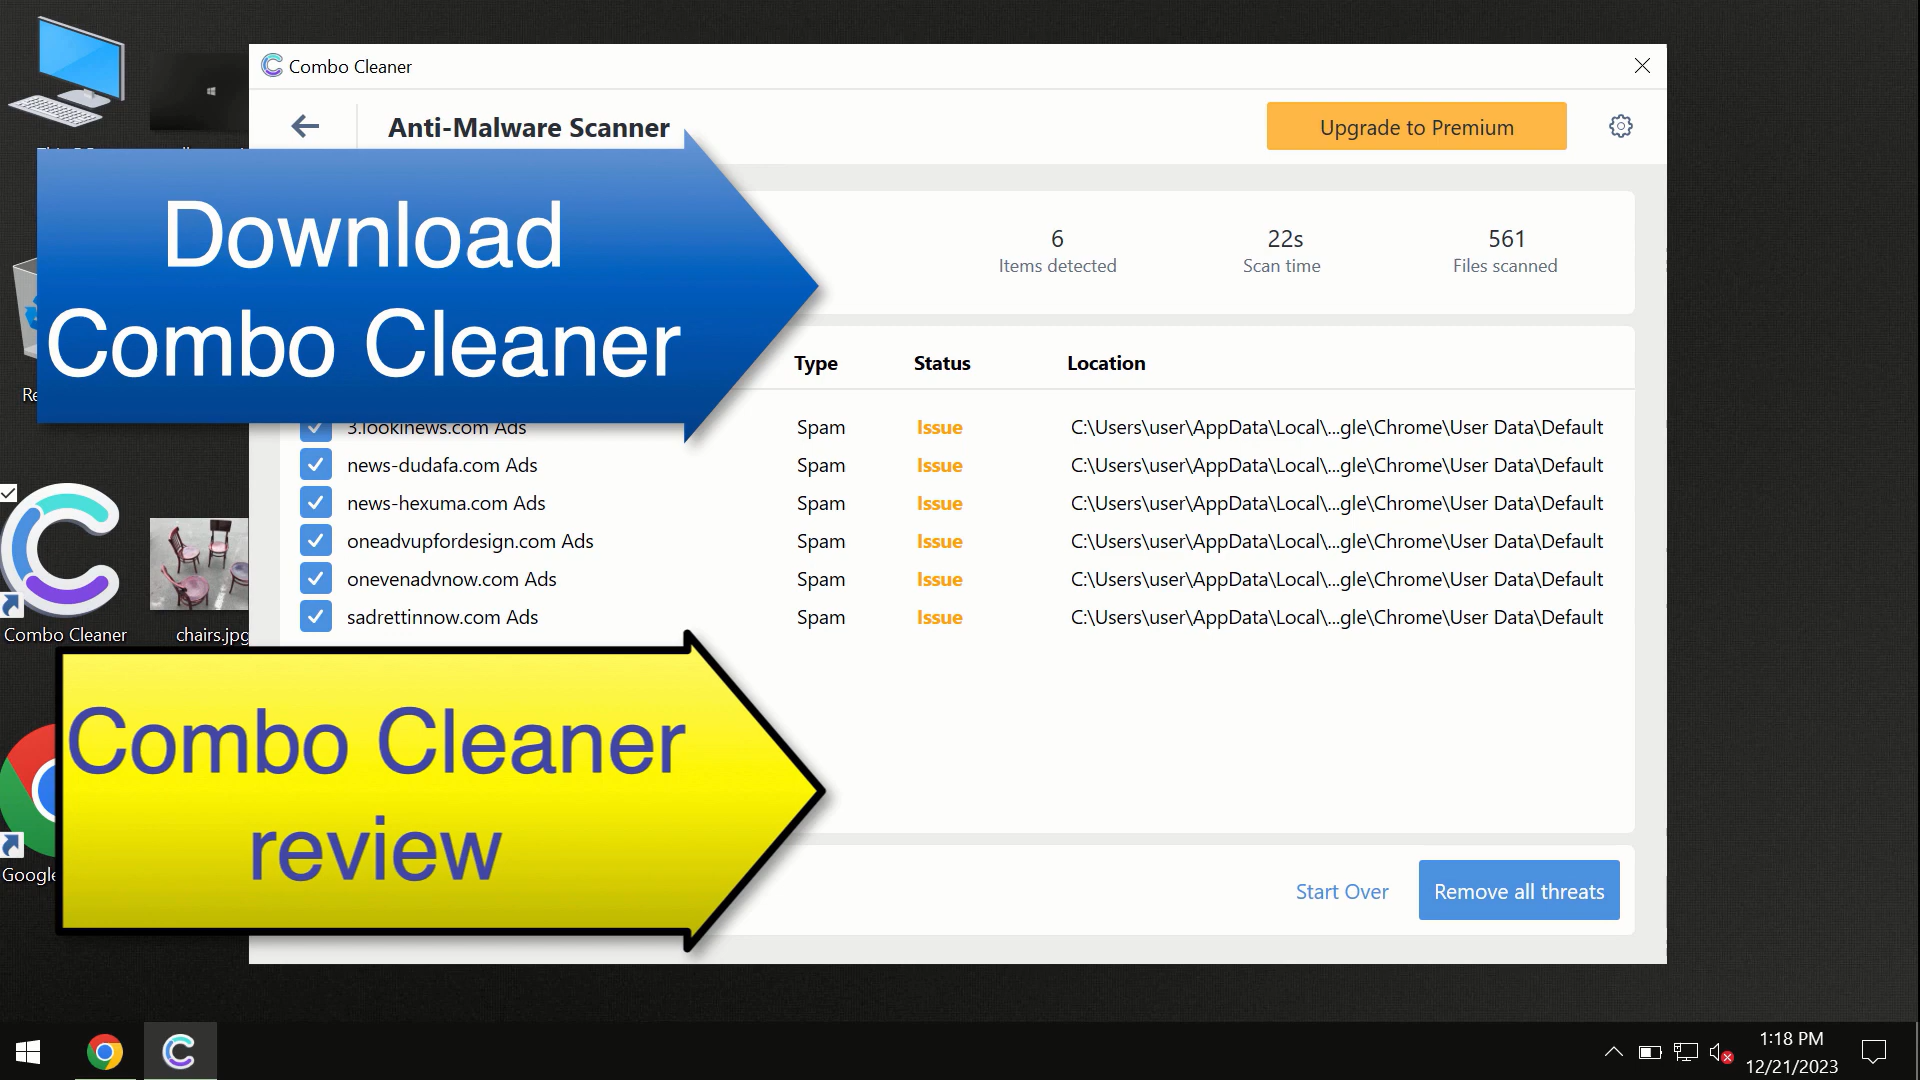 Combo Cleaner
Anti-Malware Scanner
Upgrade to Premium
Download
Combo Cleaner
6
Items detected
22s
Scan time
561
Files scanned
Type Status Location
3.lookinews.com Ads Spam Issue C:\Users\user\AppData\Local\...gle\Chrome\User Data\Default
news-dudafa.com Ads Spam Issue C:\Users\user\AppData\Local\...gle\Chrome\User Data\Default
news-hexuma.com Ads Spam Issue C:\Users\user\AppData\Local\...gle\Chrome\User Data\Default
oneadvupfordesign.com Ads Spam Issue C:\Users\user\AppData\Local\...gle\Chrome\User Data\Default
onevenadvnow.com Ads Spam Issue C:\Users\user\AppData\Local\...gle\Chrome\User Data\Default
sadrettinnow.com Ads Spam Issue C:\Users\user\AppData\Local\...gle\Chrome\User Data\Default
Combo Cleaner
chairs.jpg
Combo Cleaner
review
Google
Start Over
Remove all threats
1:18 PM
12/21/2023